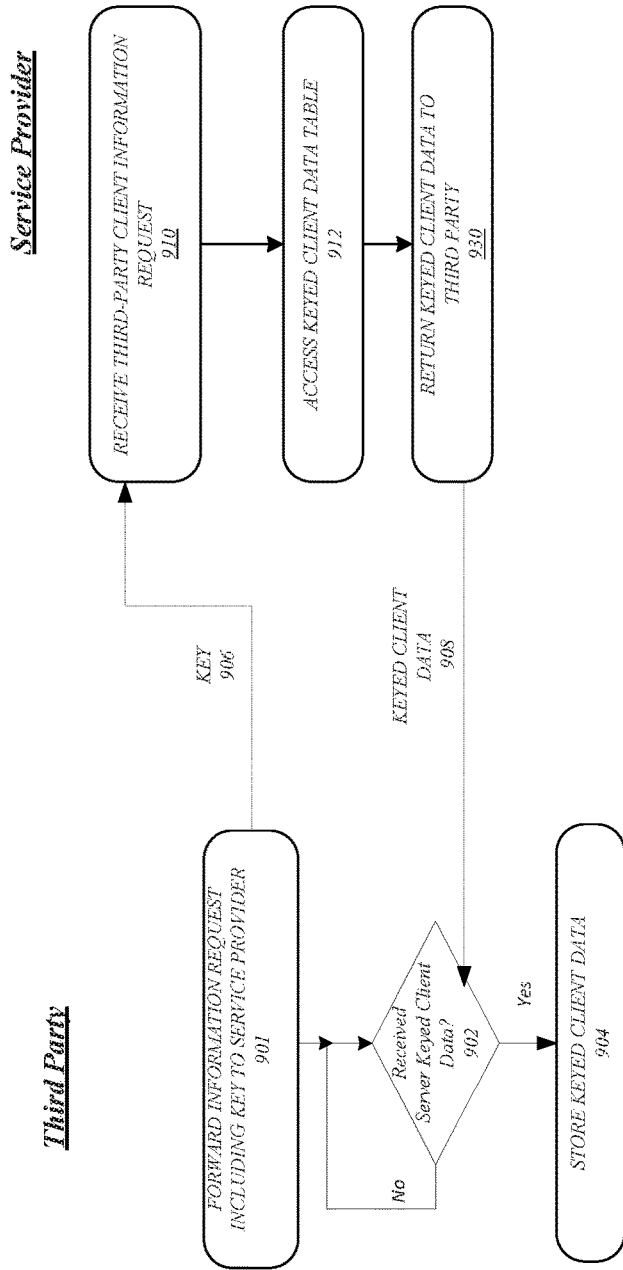 Third Party
FORWARD INFORMATION REQUEST
INCLUDING KEY TO SERVICE PROVIDER
901
Received
Server Keyed Client
Data?
902
No
Yes
STORE KEYED CLIENT DATA
904
KEY
906
KEYED CLIENT
DATA
908
Service Provider
RECEIVE THIRD-PARTY CLIENT INFORMATION
REQUEST
910
ACCESS KEYED CLIENT DATA TABLE
912
RETURN KEYED CLIENT DATA TO
THIRD PARTY
930